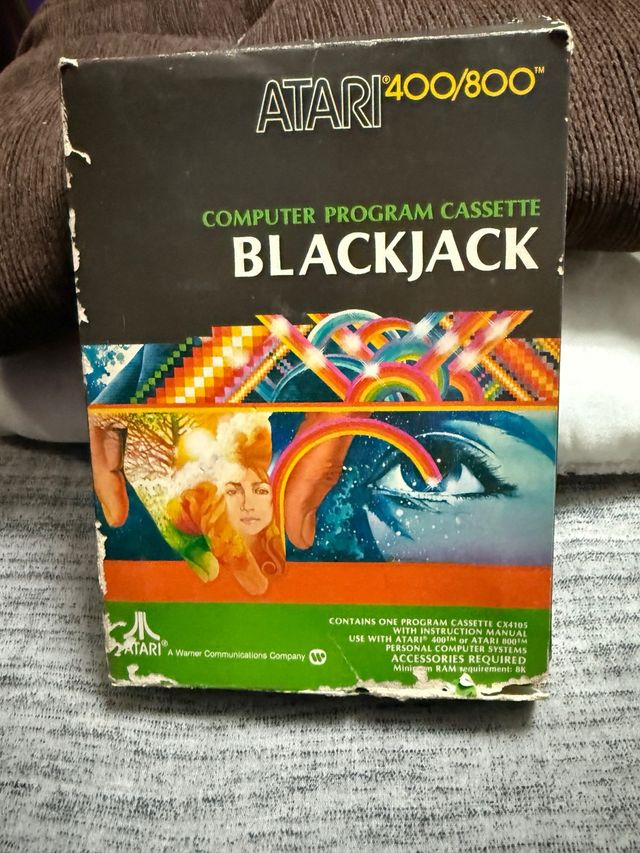 ATARI® 400/800™
COMPUTER PROGRAM CASSETTE
BLACKJACK
CONTAINS ONE PROGRAM CASSETTE CX4105
WITH INSTRUCTION MANUAL
USE WITH ATARI® 400™ or ATARI 800™
PERSONAL COMPUTER SYSTEMS
ACCESSORIES REQUIRED
Minimum RAM requirement: 8K
ATARI®
A Warner Communications Company